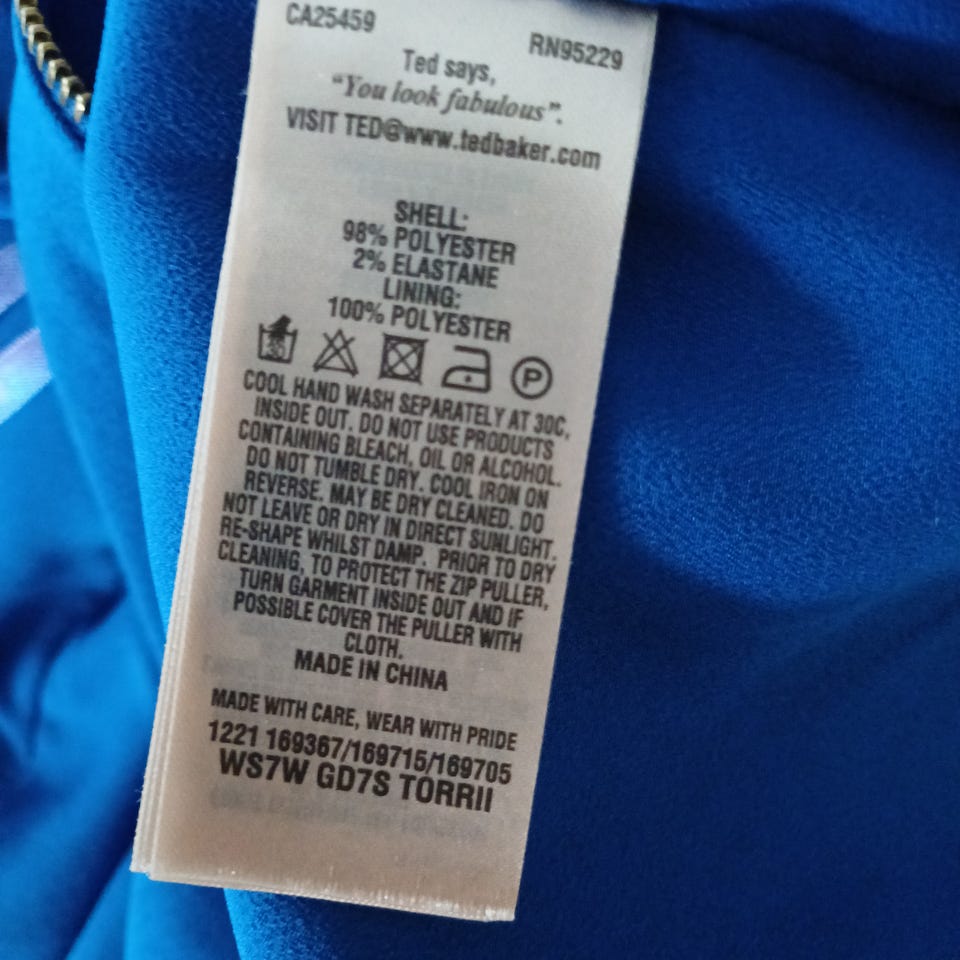 CA25459
RN95229
Ted says,
“You look fabulous”.
VISIT TED@www.tedbaker.com
SHELL:
98% POLYESTER
2% ELASTANE
LINING:
100% POLYESTER
P
COOL HAND WASH SEPARATELY AT 30C,
INSIDE OUT. DO NOT USE PRODUCTS
CONTAINING BLEACH, OIL OR ALCOHOL.
DO NOT TUMBLE DRY. COOL IRON ON
REVERSE. MAY BE DRY CLEANED. DO
NOT LEAVE OR DRY IN DIRECT SUNLIGHT.
RE-SHAPE WHILST DAMP. PRIOR TO DRY
CLEANING, TO PROTECT THE ZIP PULLER,
TURN GARMENT INSIDE OUT AND IF
POSSIBLE COVER THE PULLER WITH
CLOTH.
MADE IN CHINA
MADE WITH CARE, WEAR WITH PRIDE
1221 169367/169715/169705
WS7W GD7S TORRII